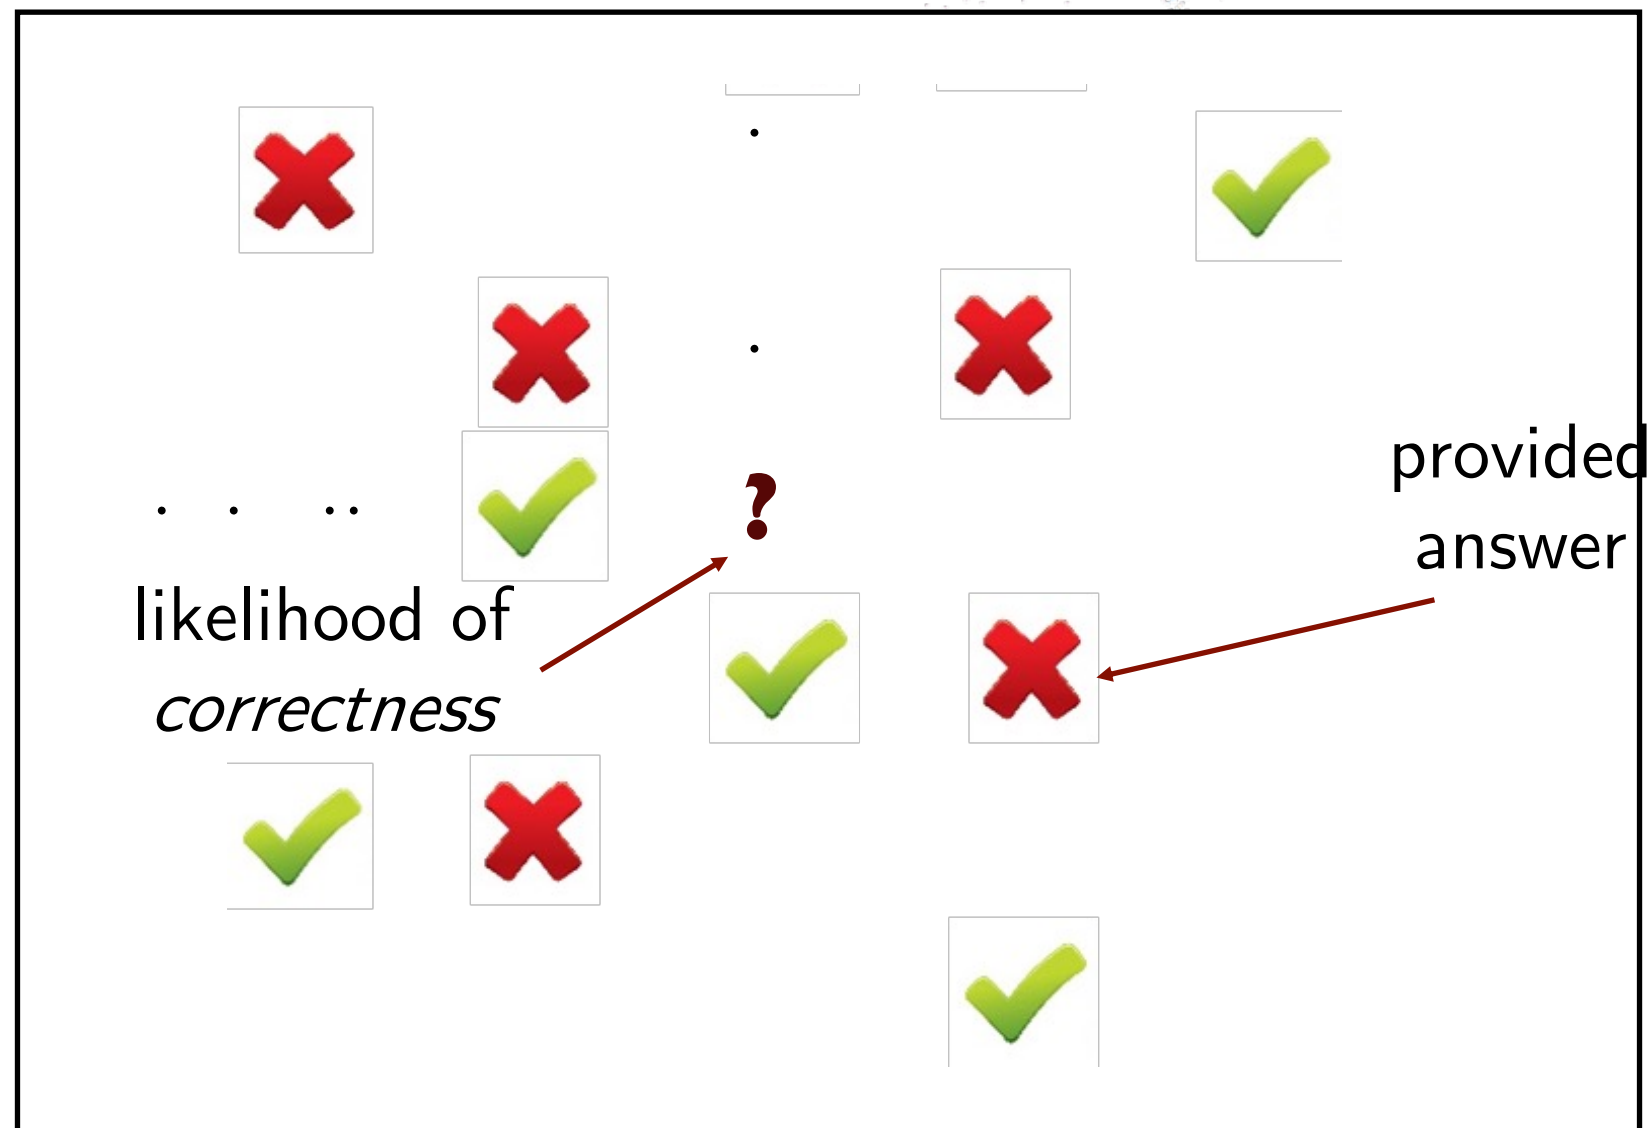 .
.
provided
answer
. . ..
?
likelihood of
correctness